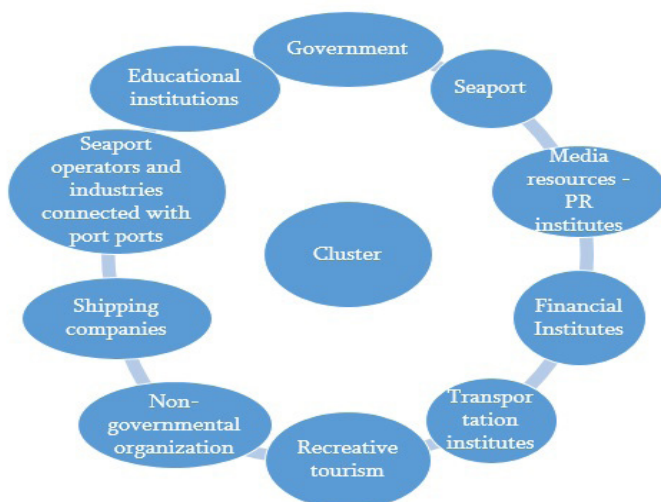 Government
Seaport
Media
resources -
PR
institutes
Financial
Institutes
Transpor
tation
institutes
Recreative
tourism
Non-
governmental
organization
Shipping
companies
Seaport
operators and
industries
connected with
port ports
Educational
institutions
Cluster